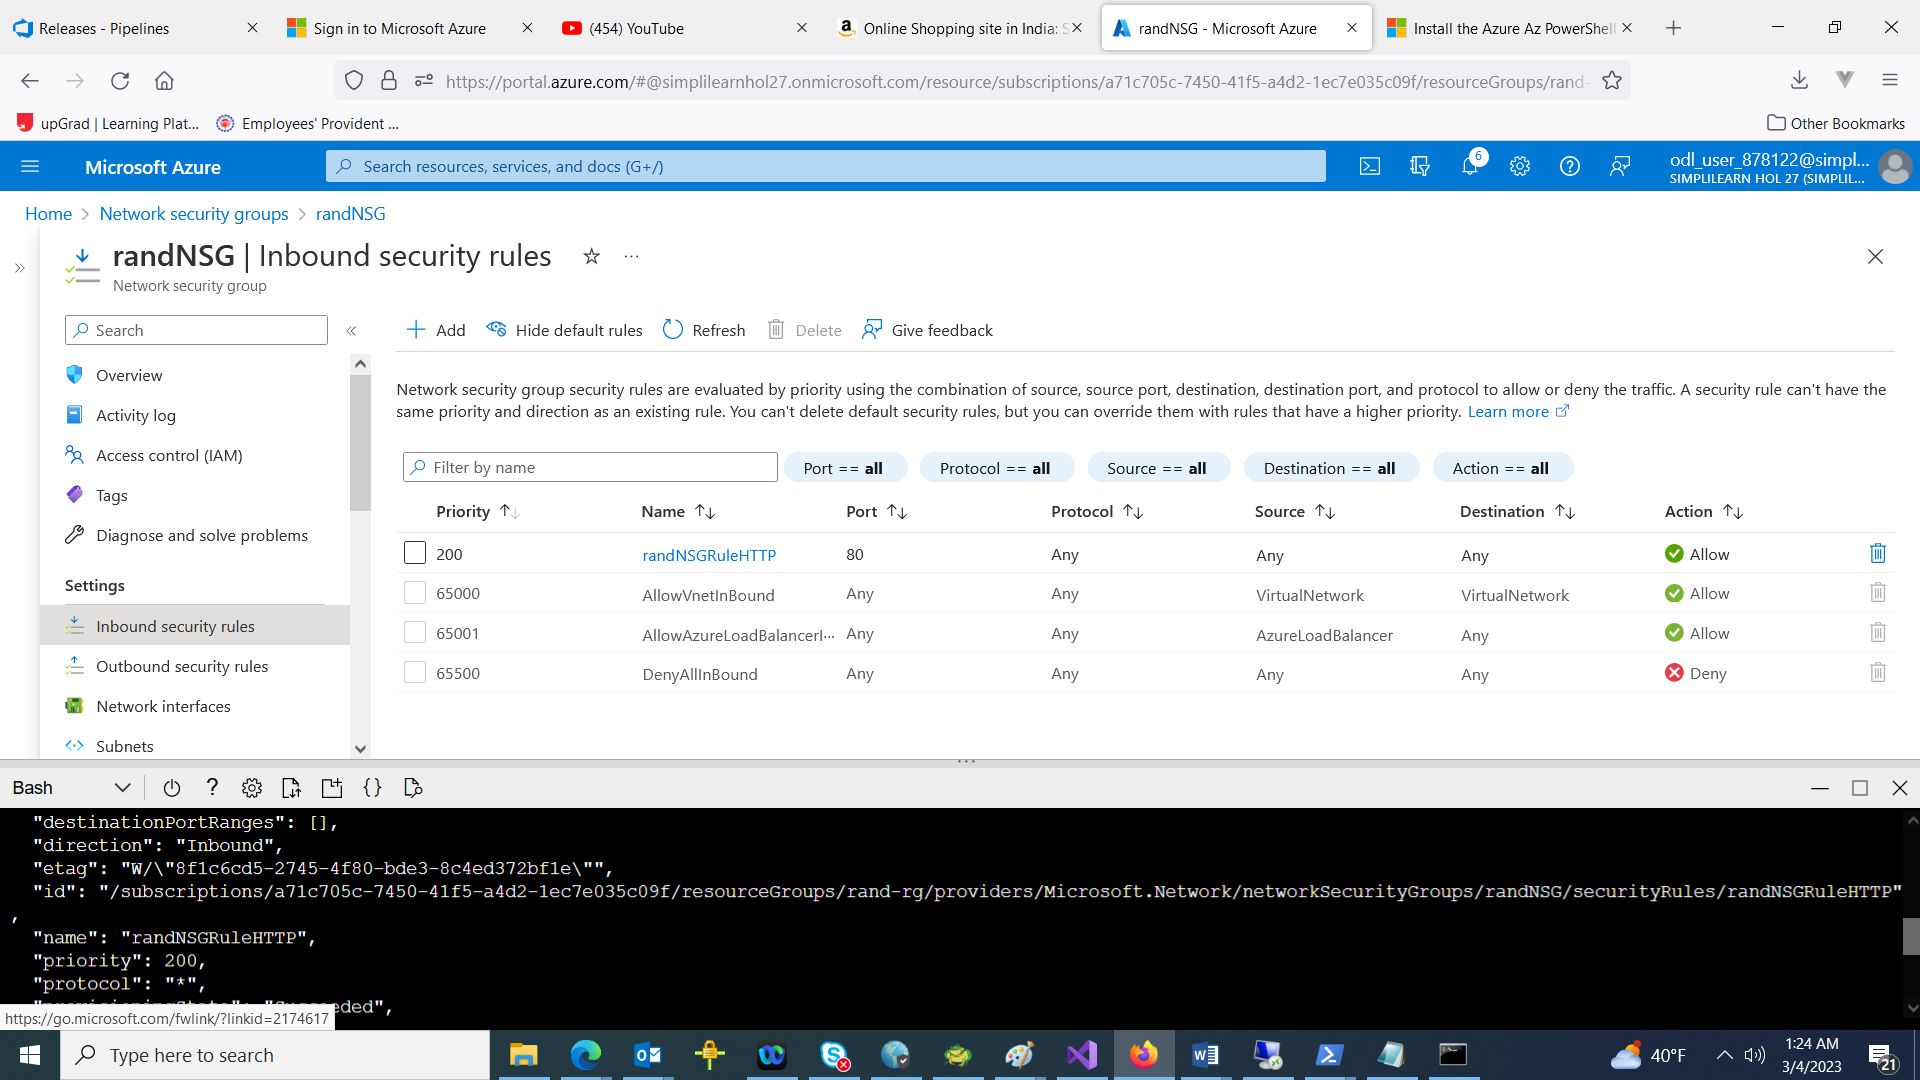 Releases - Pipelines
Sign in to Microsoft Azure
(454) YouTube
Online Shopping site in India: S
randNSG - Microsoft Azure
Install the Azure Az PowerShell
https://portal.azure.com/#@simplilearnhol27.onmicrosoft.com/resource/subscriptions/a71c705c-7450-41f5-a4d2-1ec7e035c09f/resourceGroups/rand-
upGrad | Learning Plat...
Employees' Provident ...
Other Bookmarks
Microsoft Azure
Search resources, services, and docs (G+/)
6
odl_user_878122@simpl...
SIMPLILEARN HOL 27 (SIMPLIL...
Home > Network security groups > randNSG
randNSG | Inbound security rules
Network security group
Search
Add
Hide default rules
Refresh
Delete
Give feedback
Overview
Activity log
Access control (IAM)
Tags
Diagnose and solve problems
Settings
Inbound security rules
Outbound security rules
Network interfaces
Subnets
Network security group security rules are evaluated by priority using the combination of source, source port, destination, destination port, and protocol to allow or deny the traffic. A security rule can't have the
same priority and direction as an existing rule. You can't delete default security rules, but you can override them with rules that have a higher priority. Learn more
Filter by name
Port == all
Protocol == all
Source == all
Destination == all
Action == all
Priority Name Port Protocol Source Destination Action
200 randNSGRuleHTTP 80 Any Any Any Allow
65000 AllowVnetInBound Any Any VirtualNetwork VirtualNetwork Allow
65001 AllowAzureLoadBalancerI... Any Any AzureLoadBalancer Any Allow
65500 DenyAllInBound Any Any Any Any Deny
Bash
"destinationPortRanges": [],
"direction": "Inbound",
"etag": "W/\"8f1c6cd5-2745-4f80-bde3-8c4ed372bf1e\"",
"id": "/subscriptions/a71c705c-7450-41f5-a4d2-1ec7e035c09f/resourceGroups/rand-rg/providers/Microsoft.Network/networkSecurityGroups/randNSG/securityRules/randNSGRuleHTTP"
,
"name": "randNSGRuleHTTP",
"priority": 200,
"protocol": "*",
"provisioningState": "Succeeded",
https://go.microsoft.com/fwlink/?linkid=2174617
Type here to search
40°F
1:24 AM
3/4/2023
21